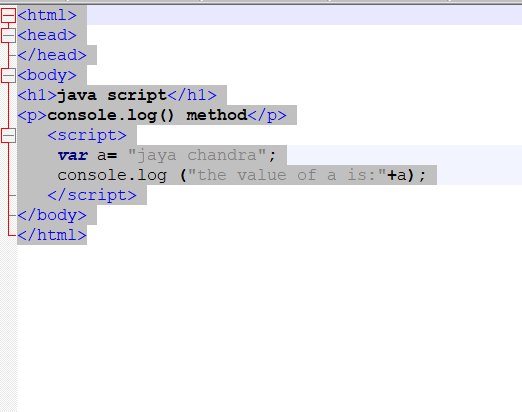 <html>
<head>
</head>
<body>
<h1>java script</h1>
<p>console.log() method</p>
<script>
var a= "jaya chandra";
console.log ("the value of a is:"+a);
</script>
</body>
</html>